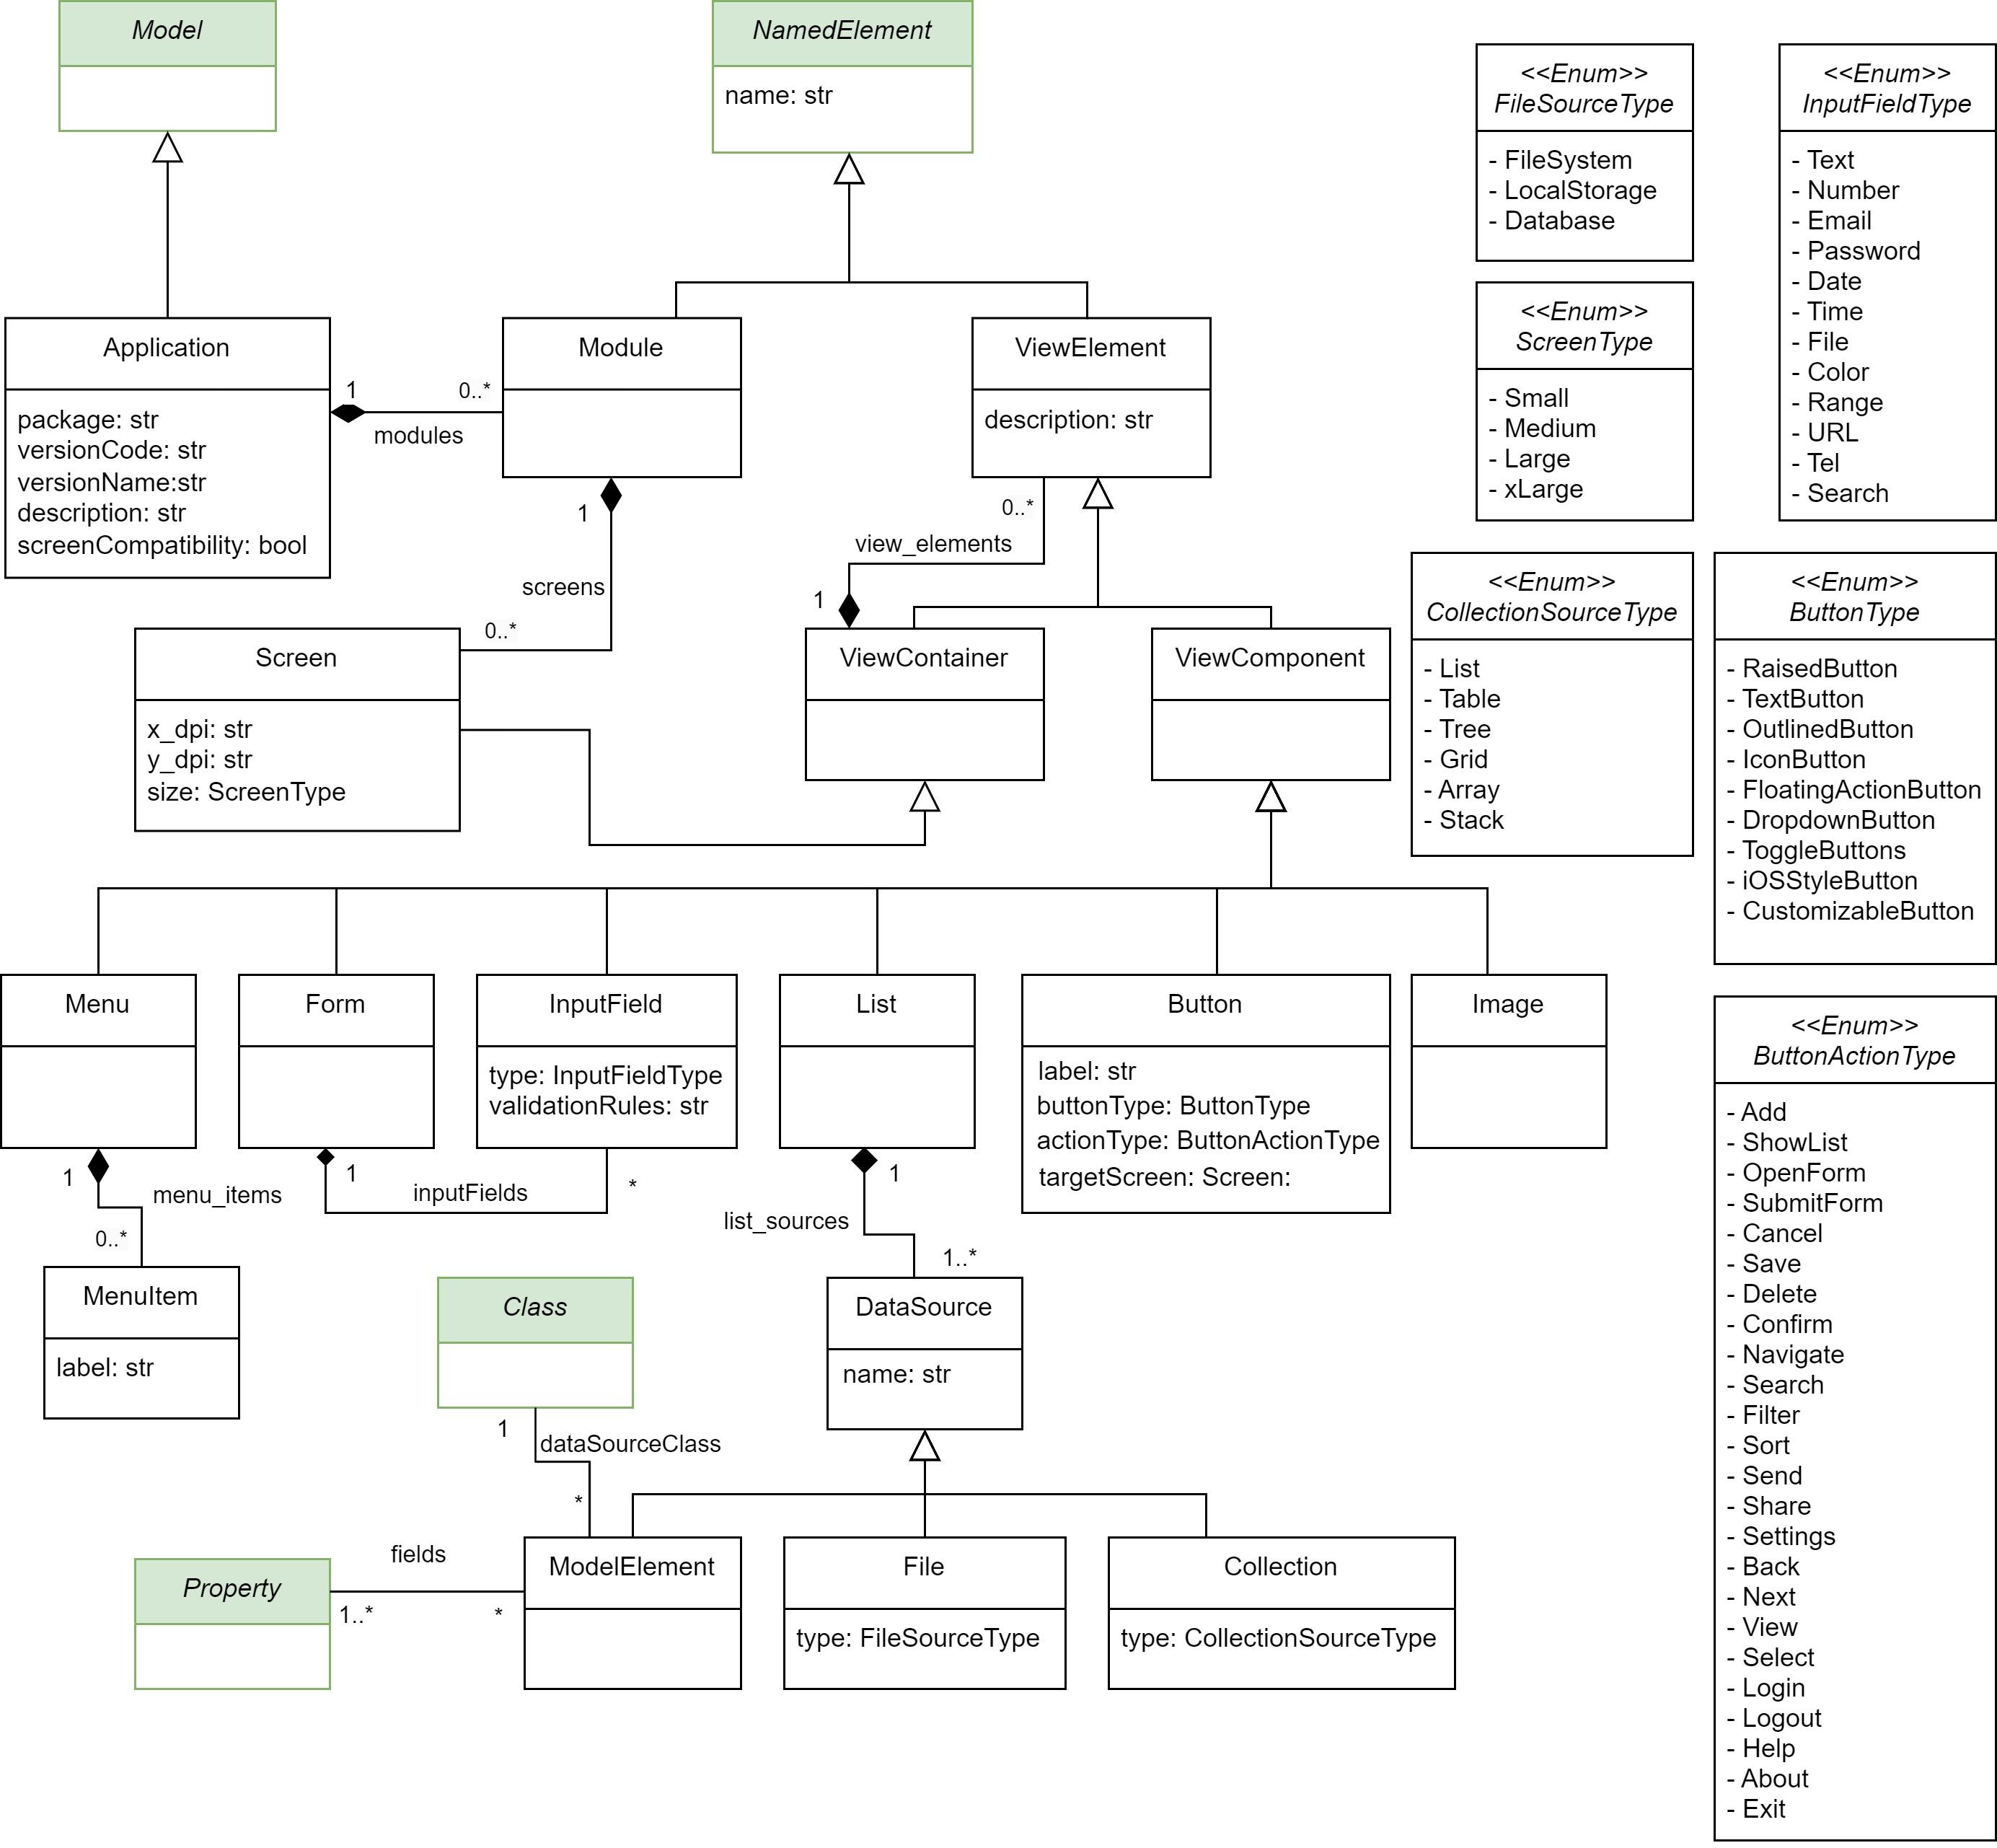 Model
NamedElement
name: str
<<Enum>>
FileSourceType
- FileSystem
- LocalStorage
- Database
<<Enum>>
InputFieldType
- Text
- Number
- Email
- Password
- Date
- Time
- File
- Color
- Range
- URL
- Tel
- Search
<<Enum>>
ScreenType
- Small
- Medium
- Large
- xLarge
Application
package: str
versionCode: str
versionName:str
description: str
screenCompatibility: bool
1
0..*
modules
Module
ViewElement
description: str
1
screens
0..*
0..*
view_elements
1
Screen
x_dpi: str
y_dpi: str
size: ScreenType
ViewContainer
ViewComponent
<<Enum>>
CollectionSourceType
- List
- Table
- Tree
- Grid
- Array
- Stack
<<Enum>>
ButtonType
- RaisedButton
- TextButton
- OutlinedButton
- IconButton
- FloatingActionButton
- DropdownButton
- ToggleButtons
- iOSStyleButton
- CustomizableButton
Menu
Form
InputField
type: InputFieldType
validationRules: str
List
Button
label: str
buttonType: ButtonType
actionType: ButtonActionType
targetScreen: Screen:
Image
<<Enum>>
ButtonActionType
- Add
- ShowList
- OpenForm
- SubmitForm
- Cancel
- Save
- Delete
- Confirm
- Navigate
- Search
- Filter
- Sort
- Send
- Share
- Settings
- Back
- Next
- View
- Select
- Login
- Logout
- Help
- About
- Exit
1
menu_items
0..*
1
inputFields
*
1
list_sources
1..*
MenuItem
label: str
Class
DataSource
name: str
1
dataSourceClass
*
Property
fields
1..*
*
ModelElement
File
type: FileSourceType
Collection
type: CollectionSourceType